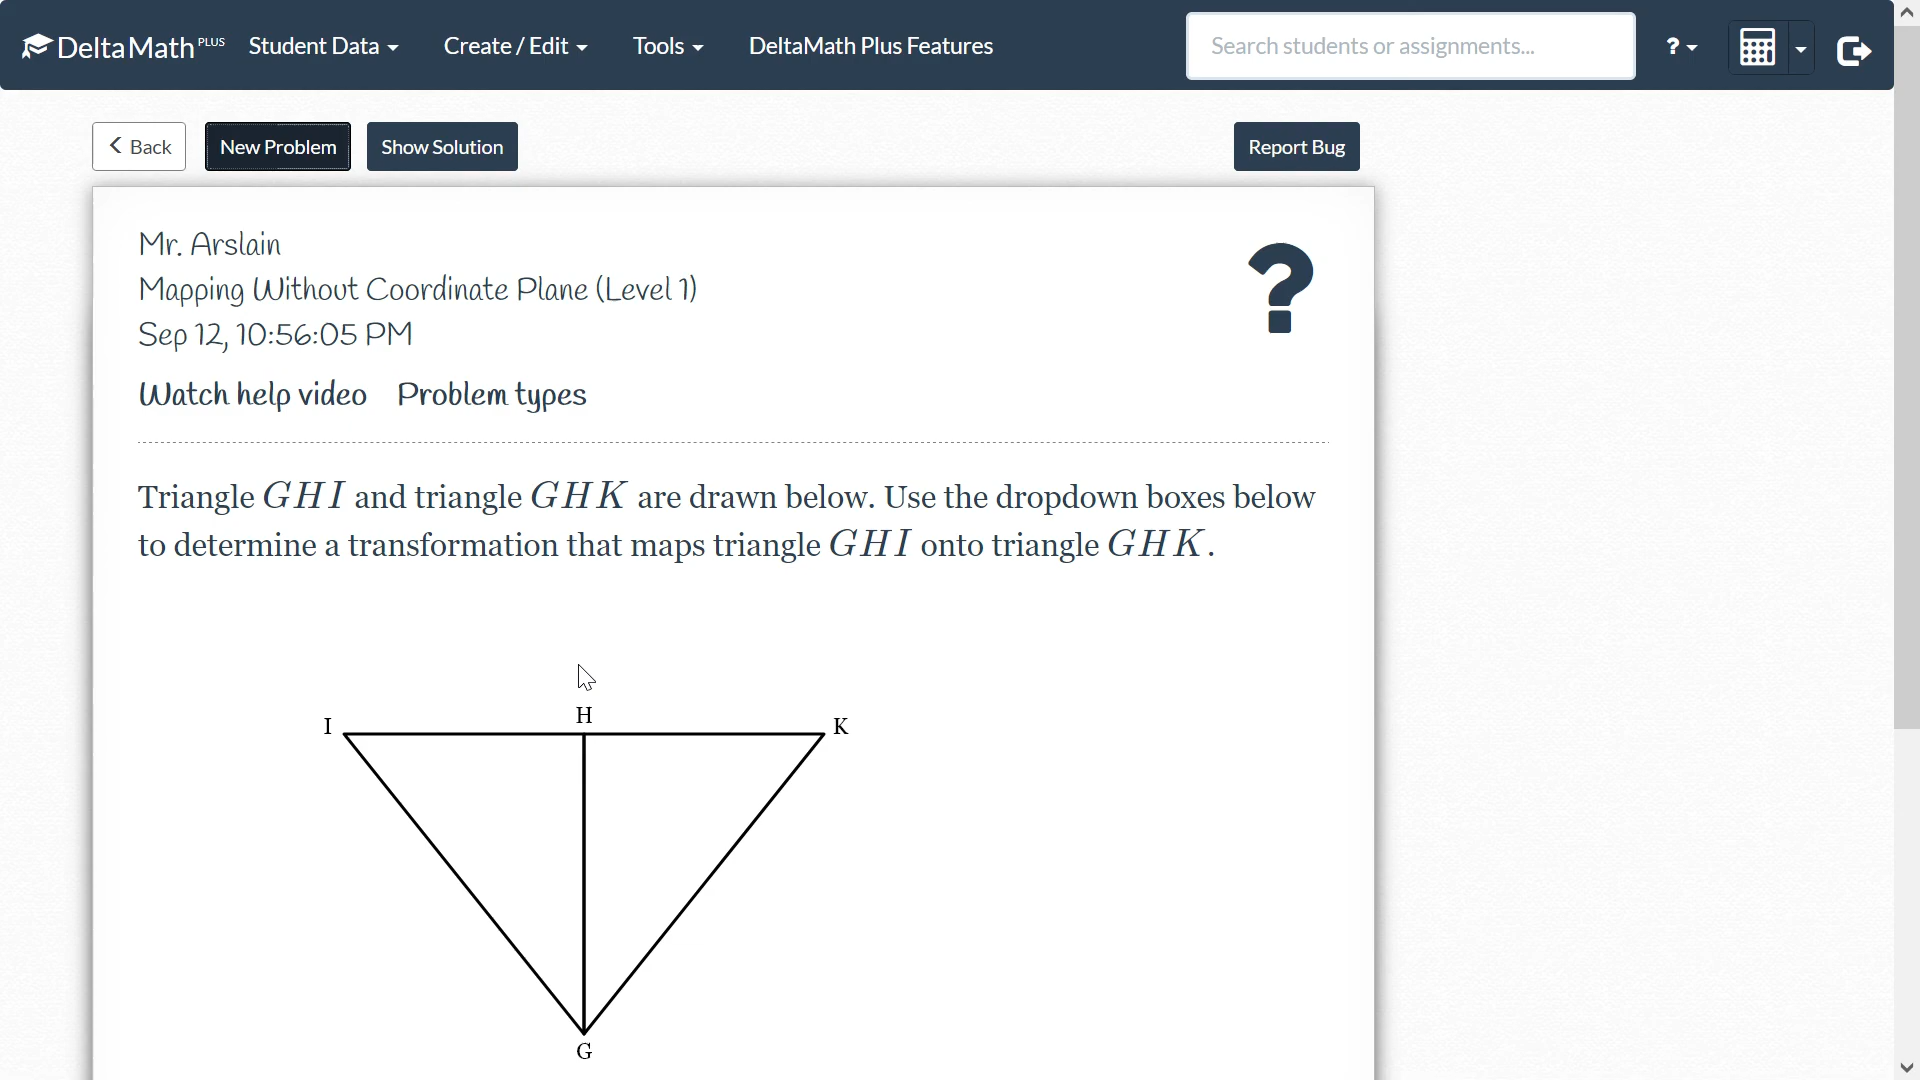 DeltaMath PLUS Student Data Create / Edit Tools DeltaMath Plus Features Search students or assignments... ?
Back New Problem Show Solution Report Bug
Mr. Arslain
Mapping Without Coordinate Plane (Level 1)
Sep 12, 10:56:05 PM
?
Watch help video Problem types
Triangle GHI and triangle GHK are drawn below. Use the dropdown boxes below
to determine a transformation that maps triangle GHI onto triangle GHK.
H
I K
G